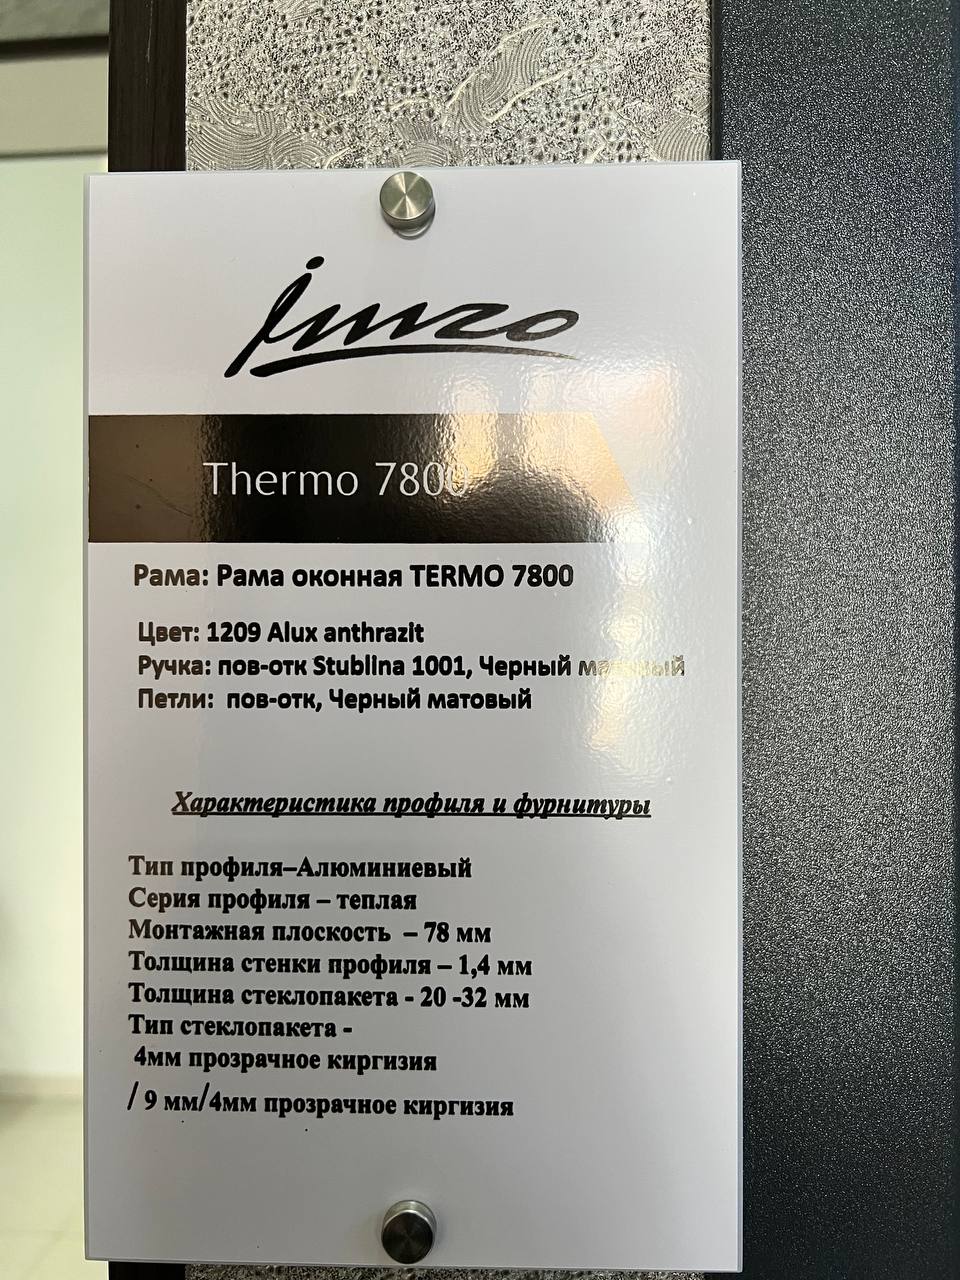 imzo
Thermo 7800
Рама: Рама оконная TERMO 7800
Цвет: 1209 Alux anthrazit
Ручка: пов-отк Stublina 1001, Черный матовый
Петли: пов-отк, Черный матовый
Характеристика профиля и фурнитуры
Тип профиля–Алюминиевый
Серия профиля – теплая
Монтажная плоскость – 78 мм
Толщина стенки профиля – 1,4 мм
Толщина стеклопакета - 20 -32 мм
Тип стеклопакета -
4мм прозрачное киргизия
/ 9 мм/4мм прозрачное киргизия